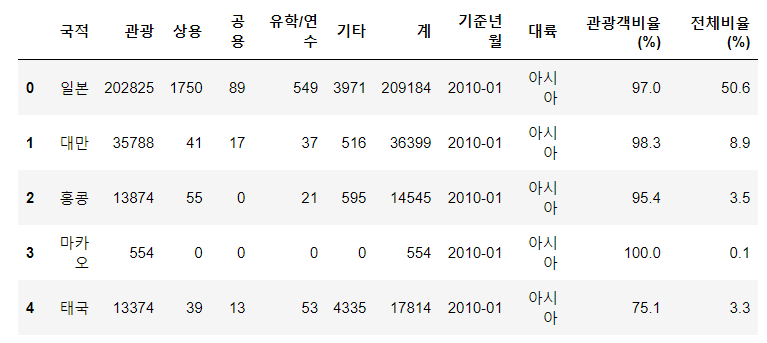 국적 관광 상용 공용 유학/연수 기타 계 기준년월 대륙 관광객비율(%) 전체비율(%)
0 일본 202825 1750 89 549 3971 209184 2010-01 아시아 97.0 50.6
1 대만 35788 41 17 37 516 36399 2010-01 아시아 98.3 8.9
2 홍콩 13874 55 0 21 595 14545 2010-01 아시아 95.4 3.5
3 마카오 554 0 0 0 0 554 2010-01 아시아 100.0 0.1
4 태국 13374 39 13 53 4335 17814 2010-01 아시아 75.1 3.3